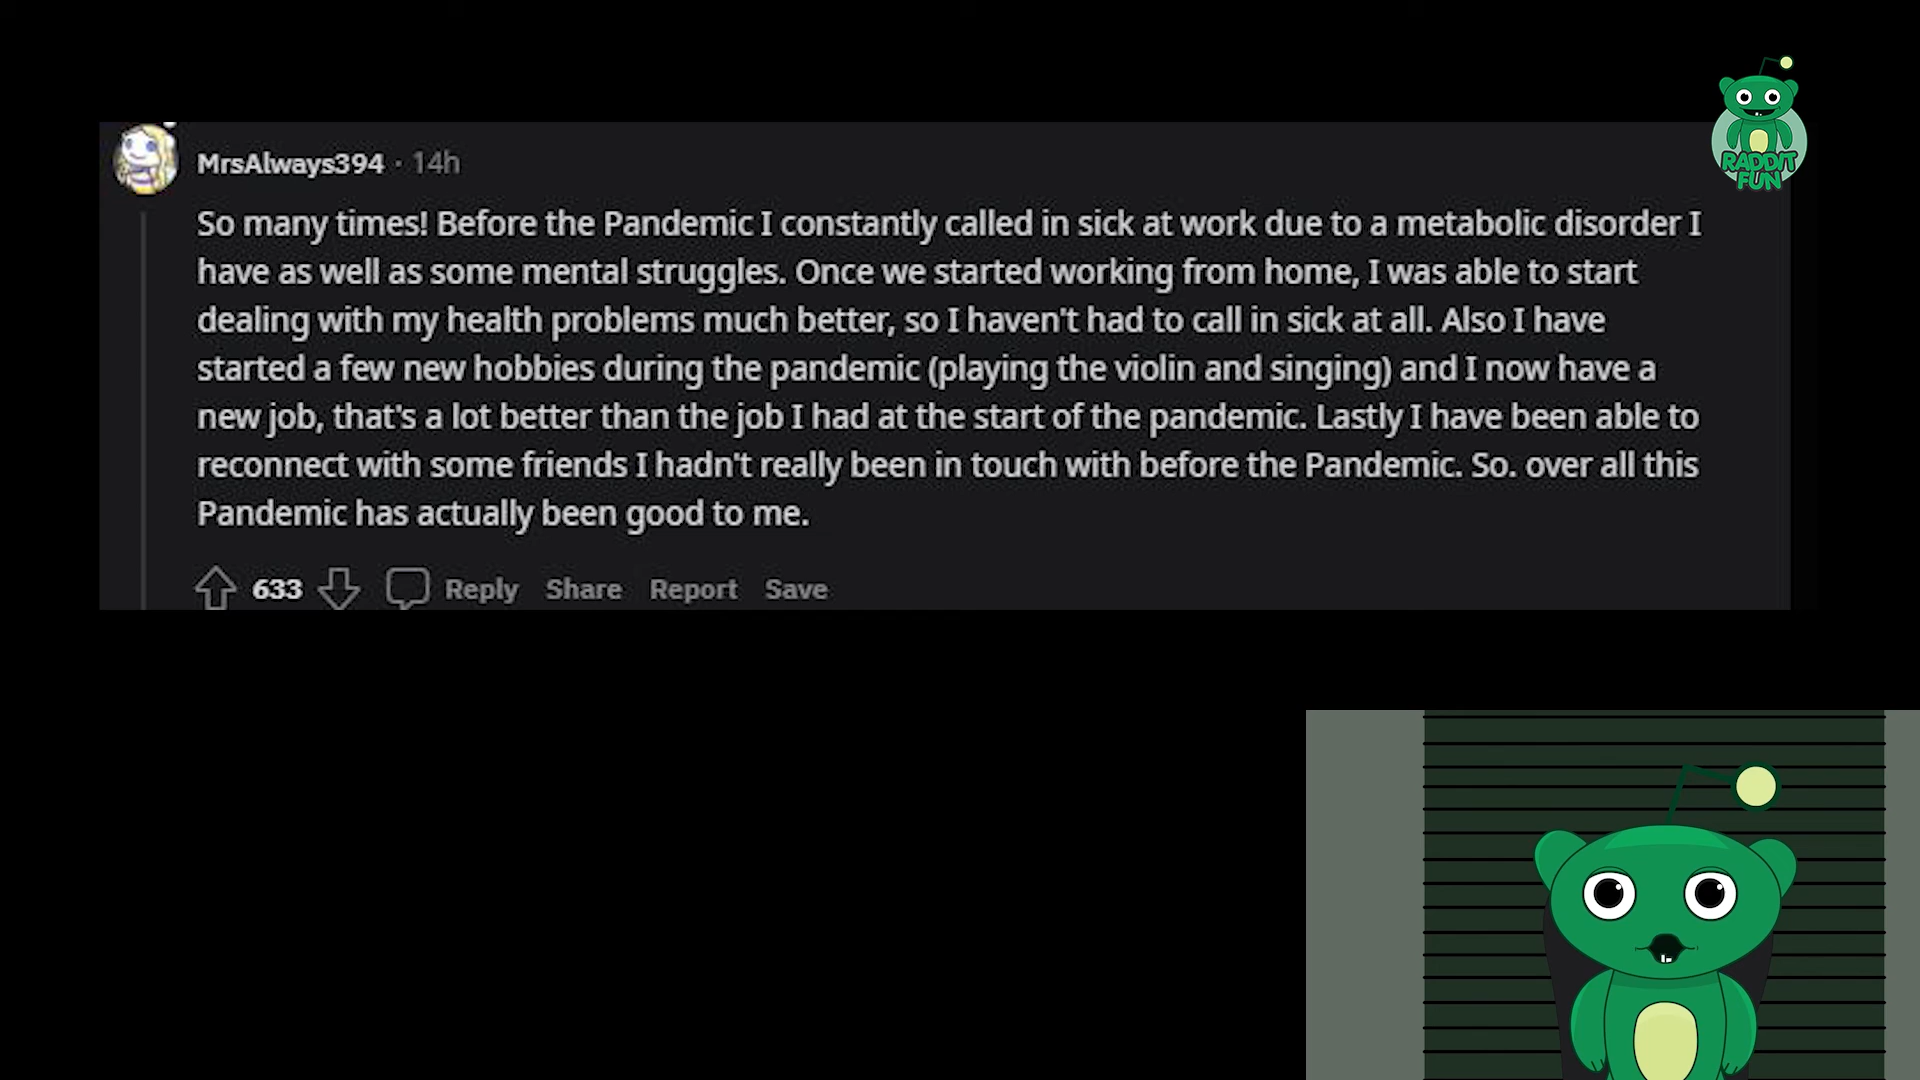 MrsAlways394 · 14h
So many times! Before the Pandemic I constantly called in sick at work due to a metabolic disorder I
have as well as some mental struggles. Once we started working from home, I was able to start
dealing with my health problems much better, so I haven't had to call in sick at all. Also I have
started a few new hobbies during the pandemic (playing the violin and singing) and I now have a
new job, that's a lot better than the job I had at the start of the pandemic. Lastly I have been able to
reconnect with some friends I hadn't really been in touch with before the Pandemic. So. over all this
Pandemic has actually been good to me.
633 Reply Share Report Save
RADDIT
FUN